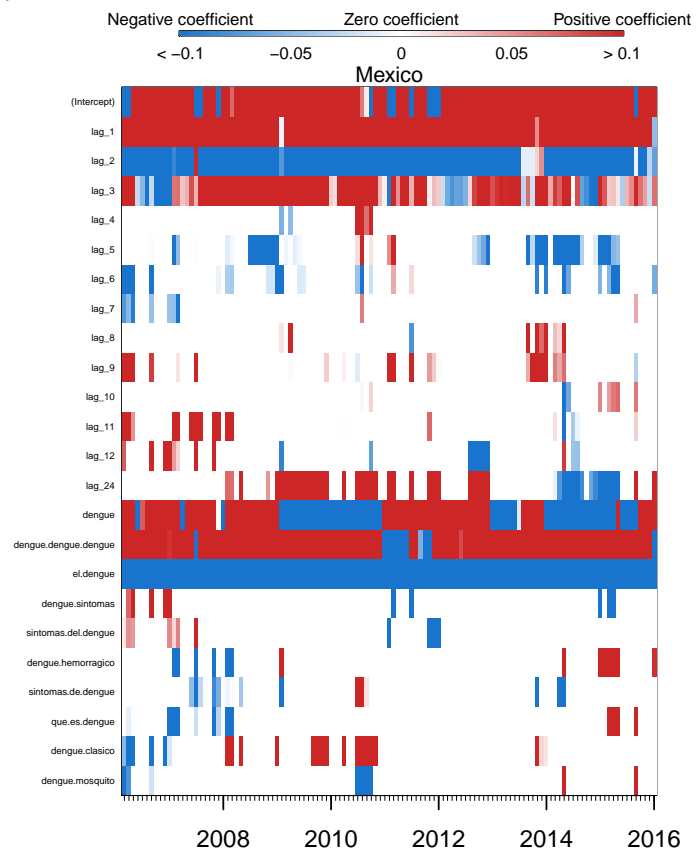 Negative coefficient Zero coefficient Positive coefficient
< −0.1 −0.05 0 0.05 > 0.1
Mexico
(Intercept)
lag_1
lag_2
lag_3
lag_4
lag_5
lag_6
lag_7
lag_8
lag_9
lag_10
lag_11
lag_12
lag_24
dengue
dengue.dengue.dengue
el.dengue
dengue.sintomas
sintomas.del.dengue
dengue.hemorragico
sintomas.de.dengue
que.es.dengue
dengue.clasico
dengue.mosquito
2008 2010 2012 2014 2016